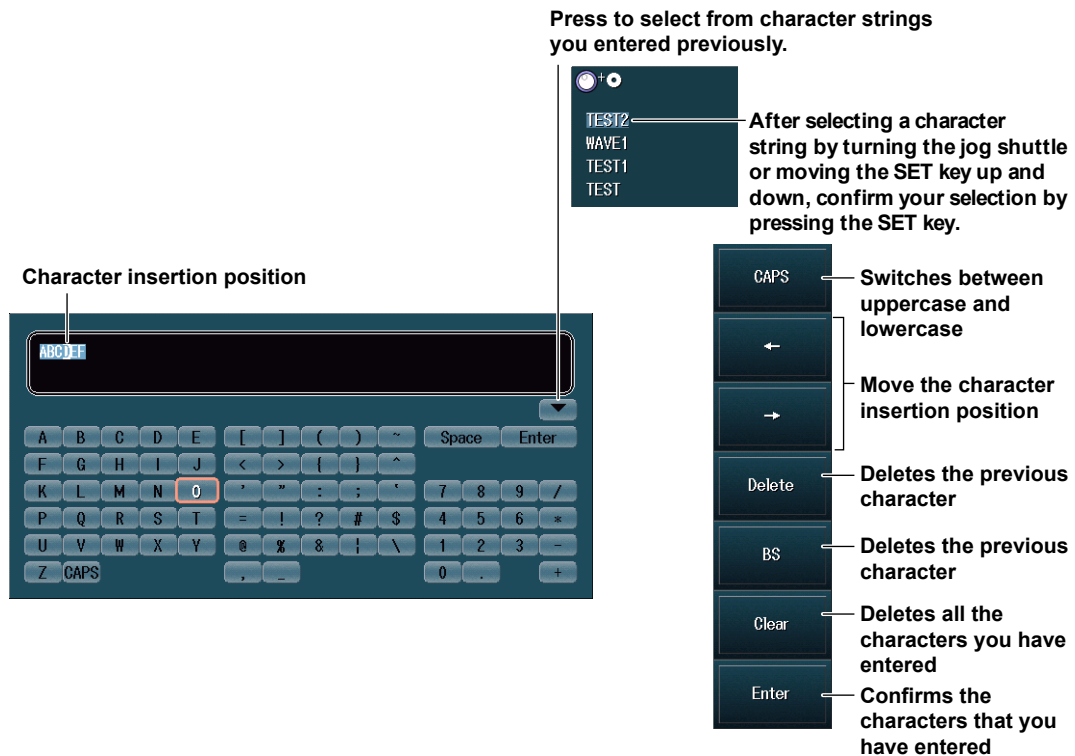 Press to select from character strings
you entered previously.
+
TEST2
WAVE1
TEST1
TEST
After selecting a character
string by turning the jog shuttle
or moving the SET key up and
down, confirm your selection by
pressing the SET key.
Character insertion position
ABCDEF
A B C D E [ ] ( ) ~ Space Enter
F G H I J < > { } ^
K L M N O ' " : ; ` 7 8 9 /
P Q R S T = ! ? # $ 4 5 6 *
U V W X Y @ % & ¦ \ 1 2 3 -
Z CAPS , _ 0 . +
CAPS
Switches between
uppercase and
lowercase
←
→
Move the character
insertion position
Delete
Deletes the previous
character
BS
Deletes the previous
character
Clear
Deletes all the
characters you have
entered
Enter
Confirms the
characters that you
have entered